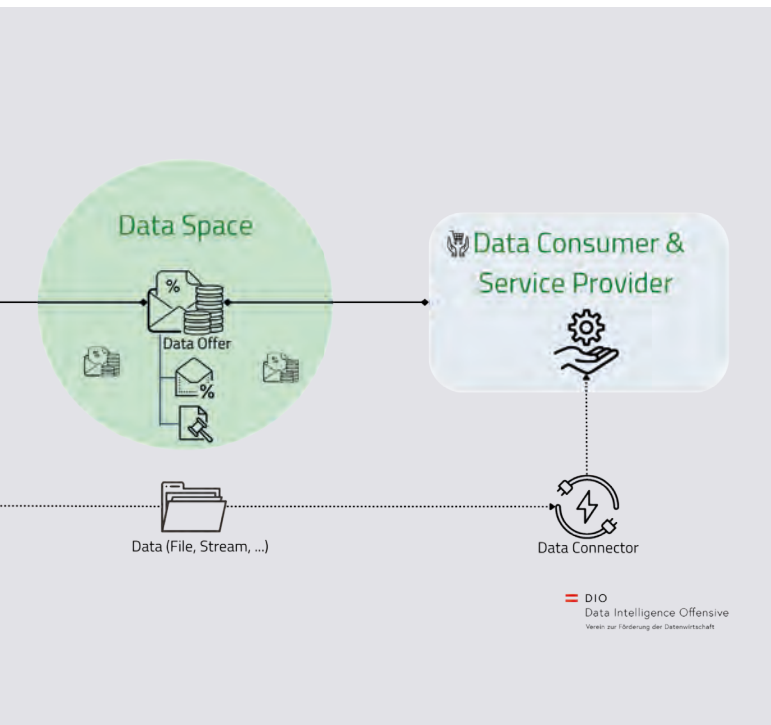 Data Space
Data Consumer &
Service Provider
%
Data Offer
%
%
%
Data (File, Stream, ...)
Data Connector
DIO
Data Intelligence Offensive
Verein zur Förderung der Datenwirtschaft